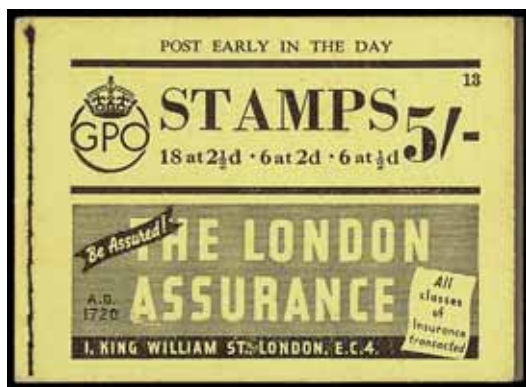 POST EARLY IN THE DAY
13
GPO
STAMPS 5/-
18 at 2½d · 6 at 2d · 6 at ½d
Be Assured!
THE LONDON
ASSURANCE
A.D.
1720
All
classes
of
Insurance
transacted
1, KING WILLIAM ST., LONDON, E.C.4.